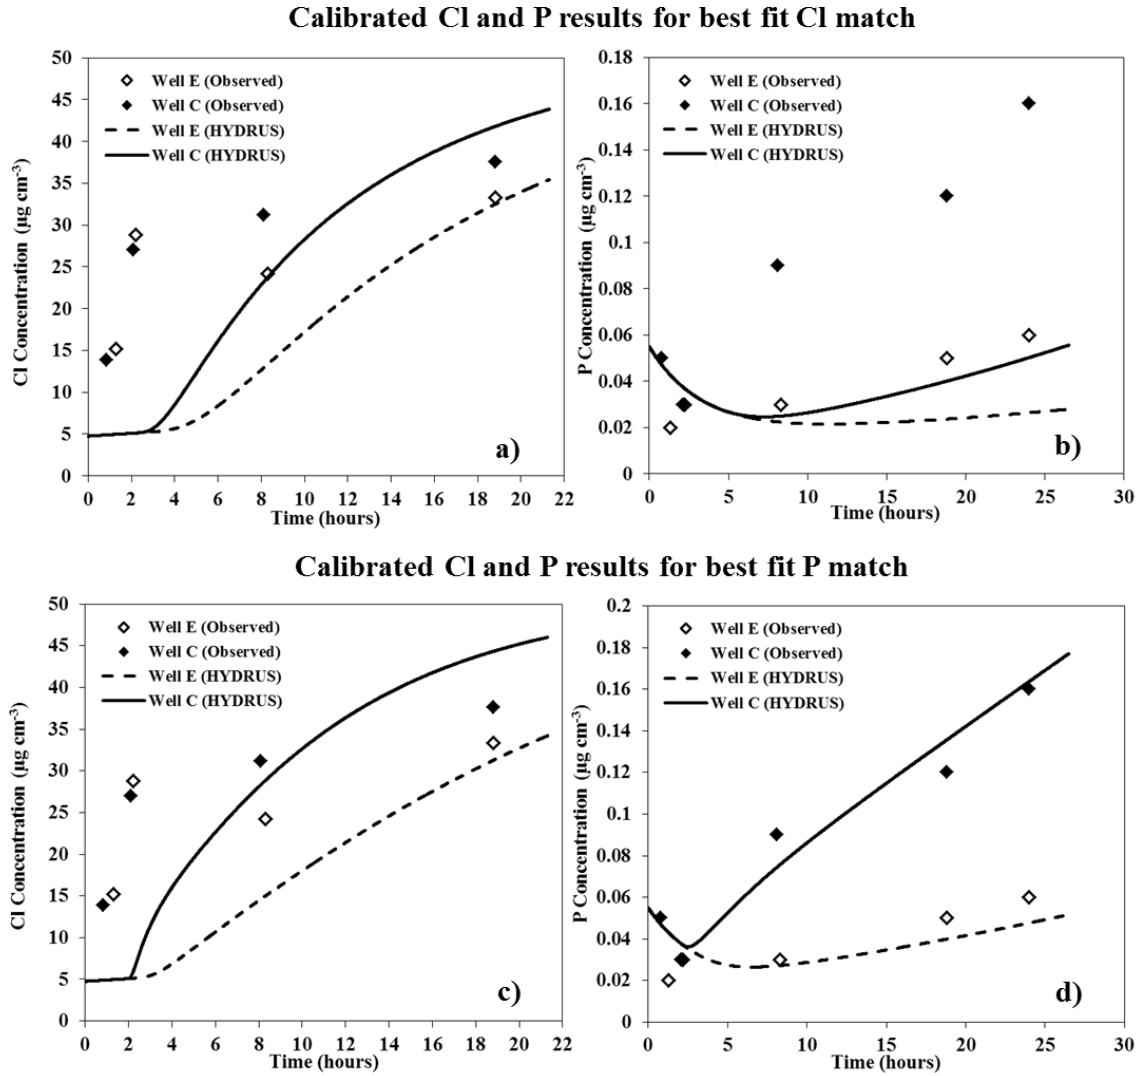 Calibrated Cl and P results for best fit Cl match
50
45
40
35
30
25
20
15
10
5
0
Cl Concentration (µg cm⁻³)
Well E (Observed)
Well C (Observed)
Well E (HYDRUS)
Well C (HYDRUS)
a)
0 2 4 6 8 10 12 14 16 18 20 22
Time (hours)
0.18
0.16
0.14
0.12
0.1
0.08
0.06
0.04
0.02
0
P Concentration (µg cm⁻³)
Well E (Observed)
Well C (Observed)
Well E (HYDRUS)
Well C (HYDRUS)
b)
0 5 10 15 20 25 30
Time (hours)
Calibrated Cl and P results for best fit P match
50
45
40
35
30
25
20
15
10
5
0
Cl Concentration (µg cm⁻³)
Well E (Observed)
Well C (Observed)
Well E (HYDRUS)
Well C (HYDRUS)
c)
0 2 4 6 8 10 12 14 16 18 20 22
Time (hours)
0.2
0.18
0.16
0.14
0.12
0.1
0.08
0.06
0.04
0.02
0
P Concentration (µg cm⁻³)
Well E (Observed)
Well C (Observed)
Well E (HYDRUS)
Well C (HYDRUS)
d)
0 5 10 15 20 25 30
Time (hours)